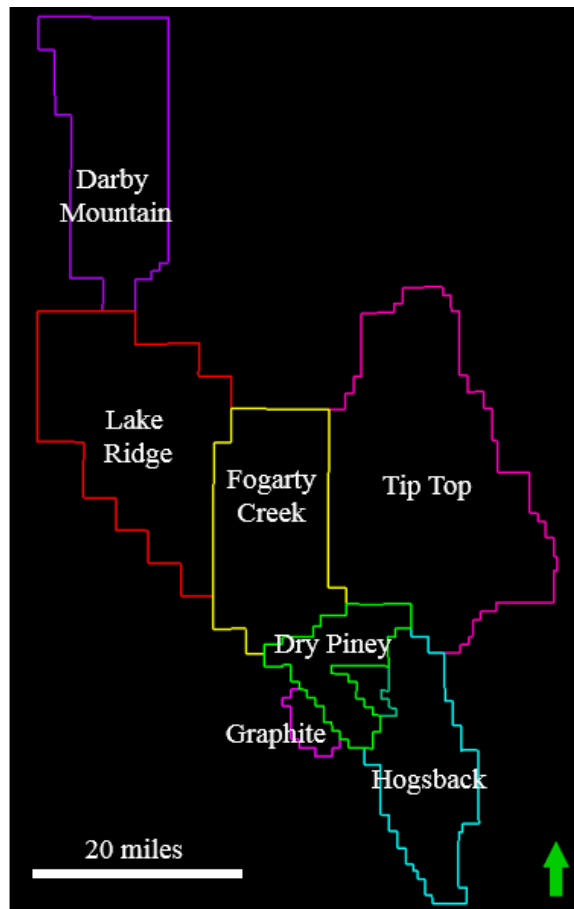 Darby
Mountain
Lake
Ridge
Fogarty
Creek
Tip Top
Dry Piney
Graphite
Hogsback
20 miles